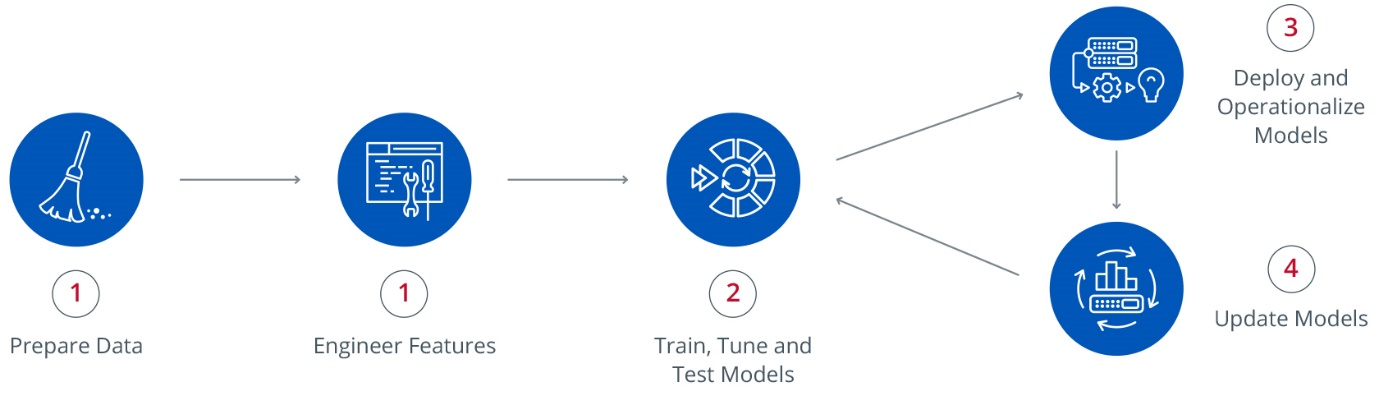 1
Prepare Data
1
Engineer Features
2
Train, Tune and
Test Models
3
Deploy and
Operationalize
Models
4
Update Models